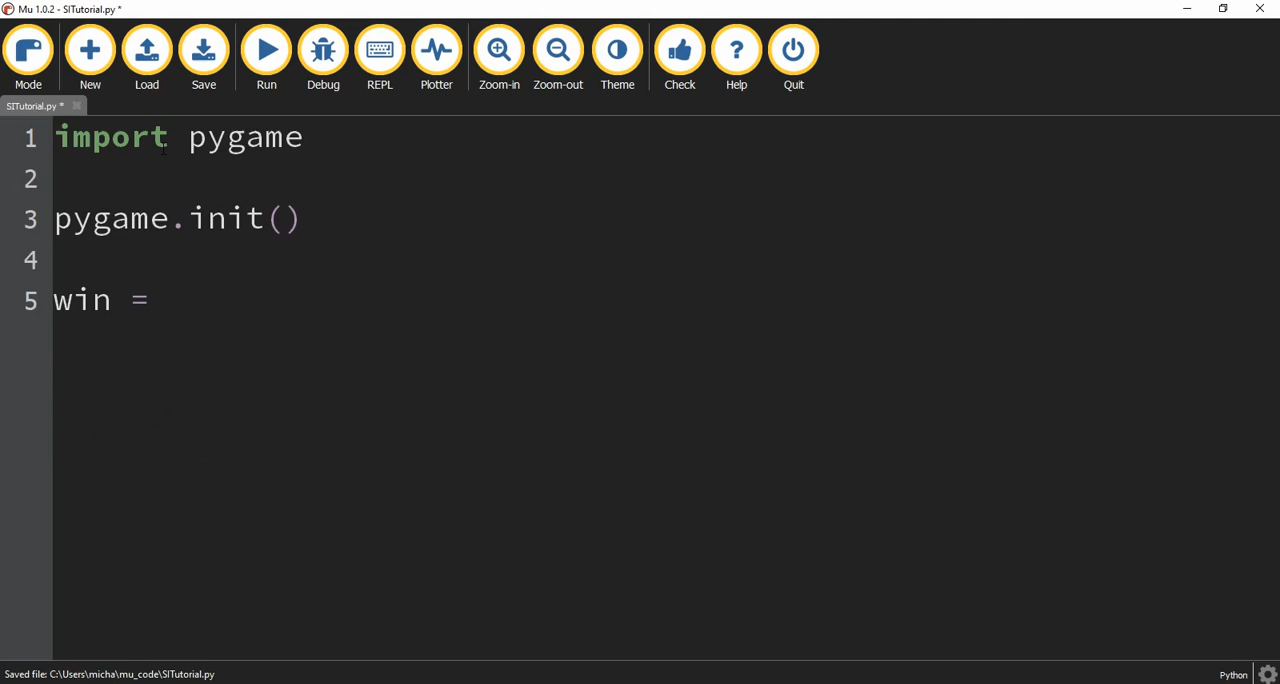 Mu 1.0.2 - SITutorial.py *
Mode New Load Save Run Debug REPL Plotter Zoom-in Zoom-out Theme Check Help Quit
SITutorial.py *
1 import pygame
2
3 pygame.init()
4
5 win =
Saved file: C:\Users\micha\mu_code\SITutorial.py Python